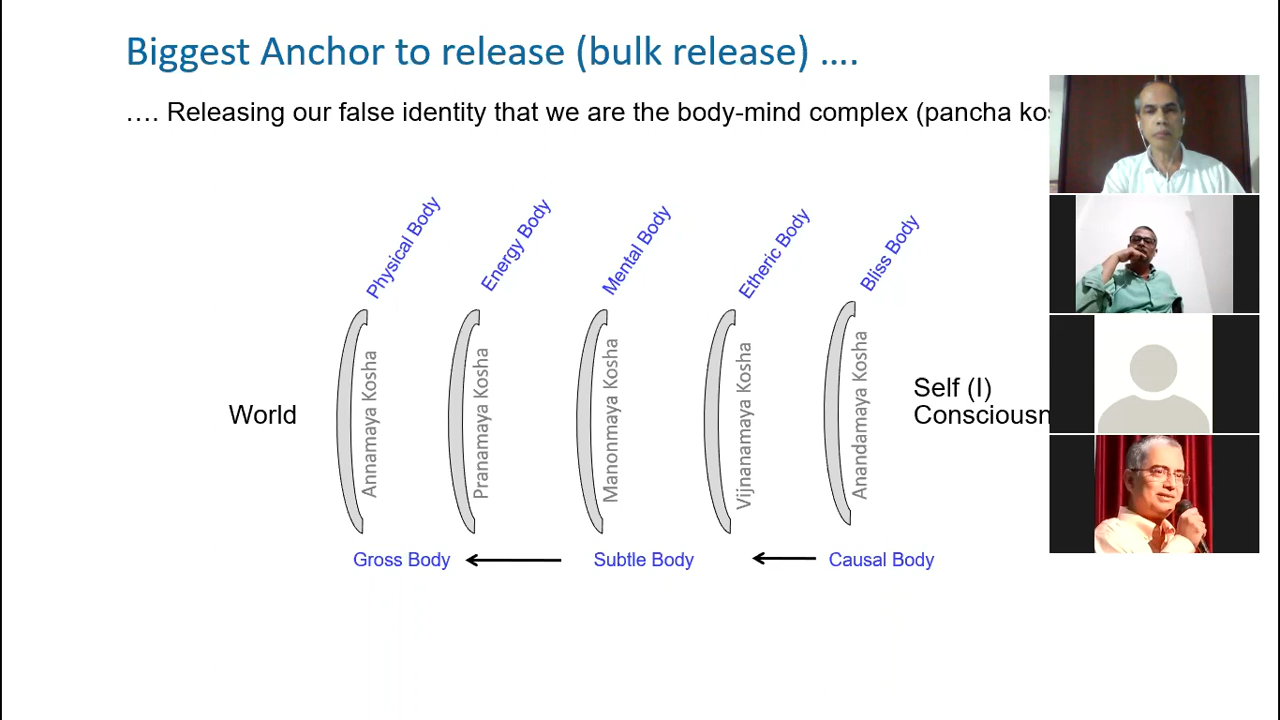 Biggest Anchor to release (bulk release) ….
…. Releasing our false identity that we are the body-mind complex (pancha
Physical Body
Energy Body
Mental Body
Etheric Body
Bliss Body
World
Annamaya Kosha
Pranamaya Kosha
Manonmaya Kosha
Vijnanamaya Kosha
Anandamaya Kosha
Self (I)
Gross Body
Subtle Body
Causal Body